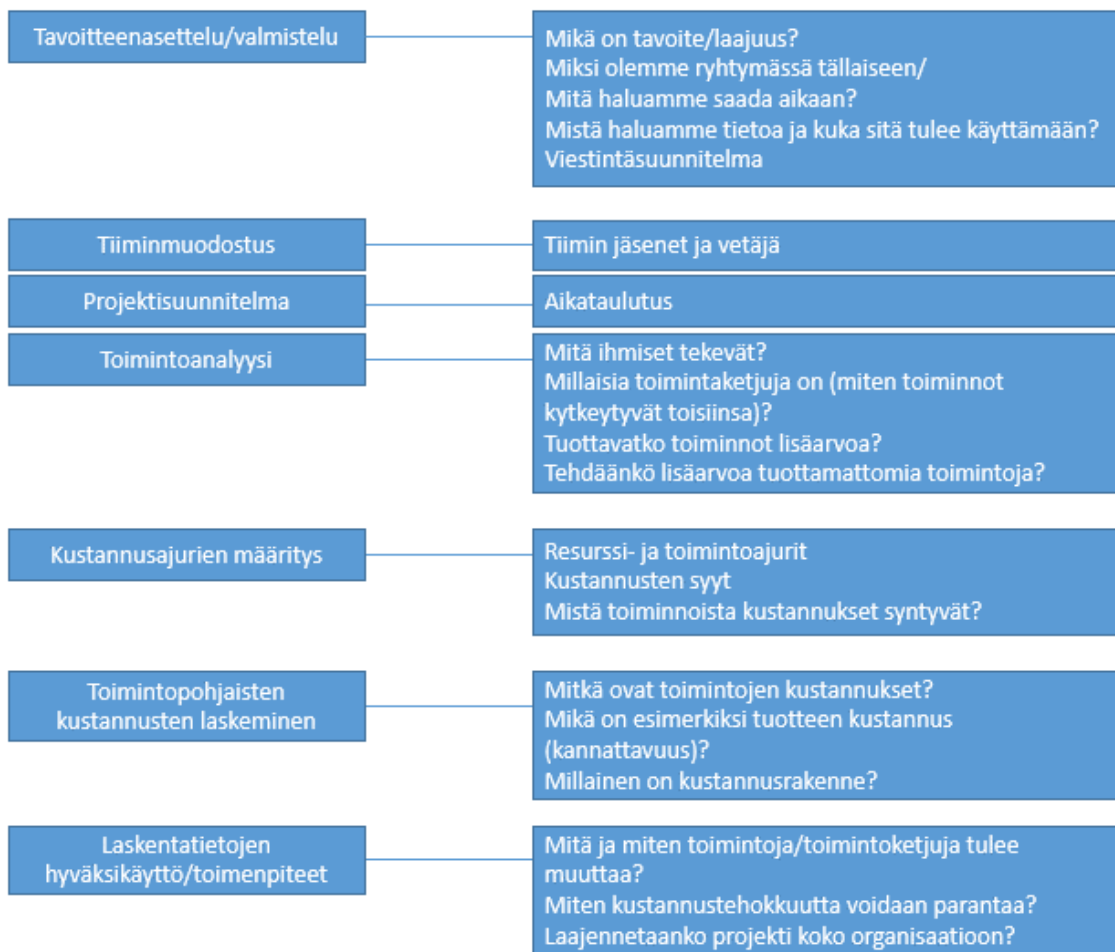 Tavoitteenasettelu/valmistelu
Mikä on tavoite/laajuus?
Miksi olemme ryhtymässä tällaiseen/
Mitä haluamme saada aikaan?
Mistä haluamme tietoa ja kuka sitä tulee käyttämään?
Viestintäsuunnitelma
Tiiminmuodostus
Tiimin jäsenet ja vetäjä
Projektisuunnitelma
Aikataulutus
Toimintoanalyysi
Mitä ihmiset tekevät?
Millaisia toimintaketjuja on (miten toiminnot
kytkeytyvät toisiinsa)?
Tuottavatko toiminnot lisäarvoa?
Tehdäänkö lisäarvoa tuottamattomia toimintoja?
Kustannusajurien määritys
Resurssi- ja toimintoajurit
Kustannusten syyt
Mistä toiminnoista kustannukset syntyvät?
Toimintopohjaisten
kustannusten laskeminen
Mitkä ovat toimintojen kustannukset?
Mikä on esimerkiksi tuotteen kustannus
(kannattavuus)?
Millainen on kustannusrakenne?
Laskentatietojen
hyväksikäyttö/toimenpiteet
Mitä ja miten toimintoja/toimintoketjuja tulee
muuttaa?
Miten kustannustehokkuutta voidaan parantaa?
Laajennetaanko projekti koko organisaatioon?